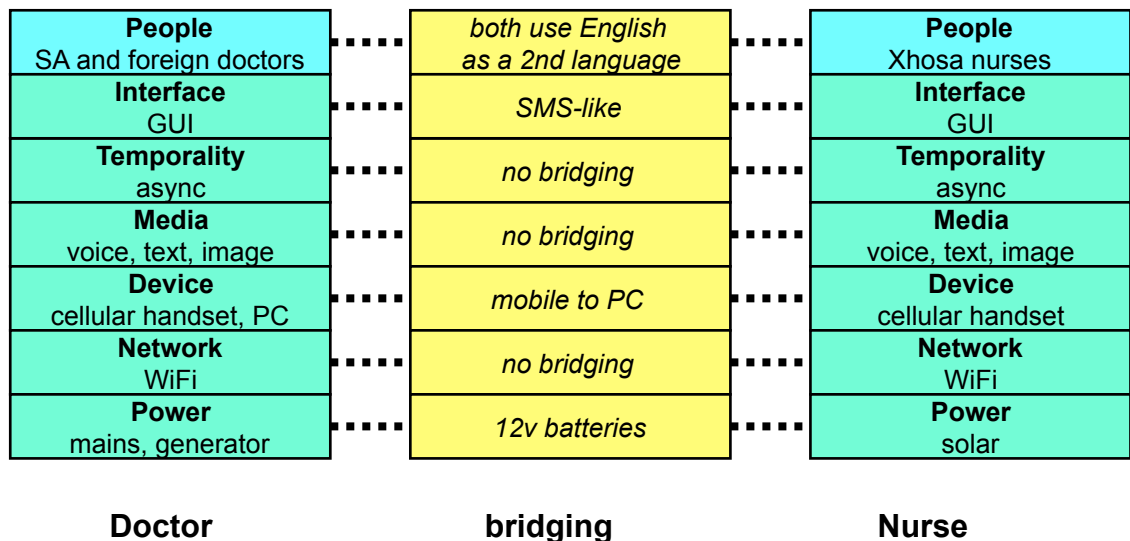 People
SA and foreign doctors
Interface
GUI
Temporality
async
Media
voice, text, image
Device
cellular handset, PC
Network
WiFi
Power
mains, generator
Doctor
both use English
as a 2nd language
SMS-like
no bridging
no bridging
mobile to PC
no bridging
12v batteries
bridging
People
Xhosa nurses
Interface
GUI
Temporality
async
Media
voice, text, image
Device
cellular handset
Network
WiFi
Power
solar
Nurse